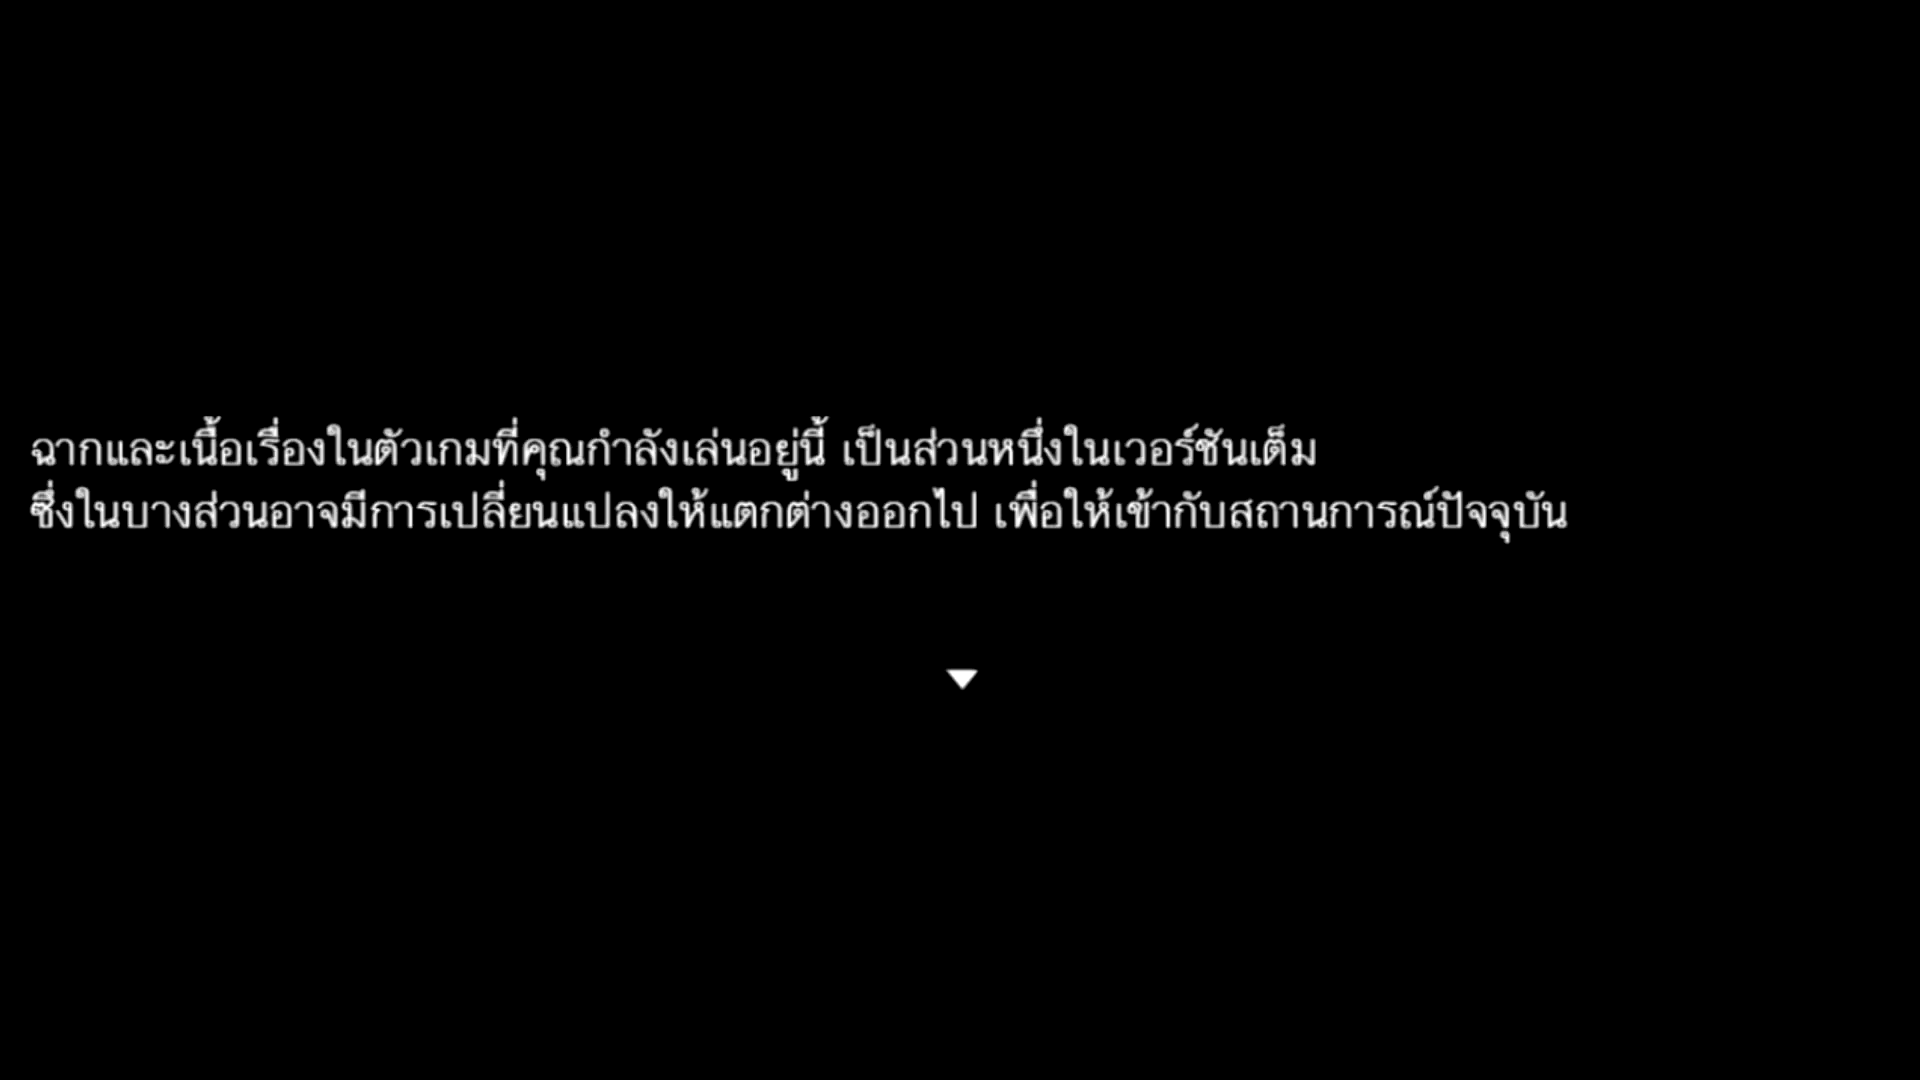 ฉากและเนื้อเรื่องในตัวเกมที่คุณกำลังเล่นอยู่นี้ เป็นส่วนหนึ่งในเวอร์ชันเต็ม
ซึ่งในบางส่วนอาจมีการเปลี่ยนแปลงให้แตกต่างออกไป เพื่อให้เข้ากับสถานการณ์ปัจจุบัน